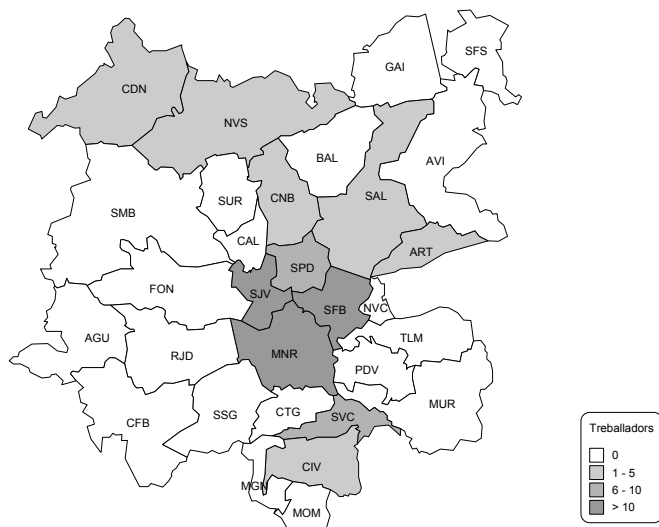 SFS
GAI
CDN
NVS
BAL
AVI
SUR
CNB
SAL
SMB
CAL
ART
SPD
FON
SJV
SFB
NVC
AGU
TLM
RJD
MNR
PDV
CFB
SSG
CTG
SVC
MUR
CIV
MGN
MOM
Treballadors
0
1 - 5
6 - 10
> 10